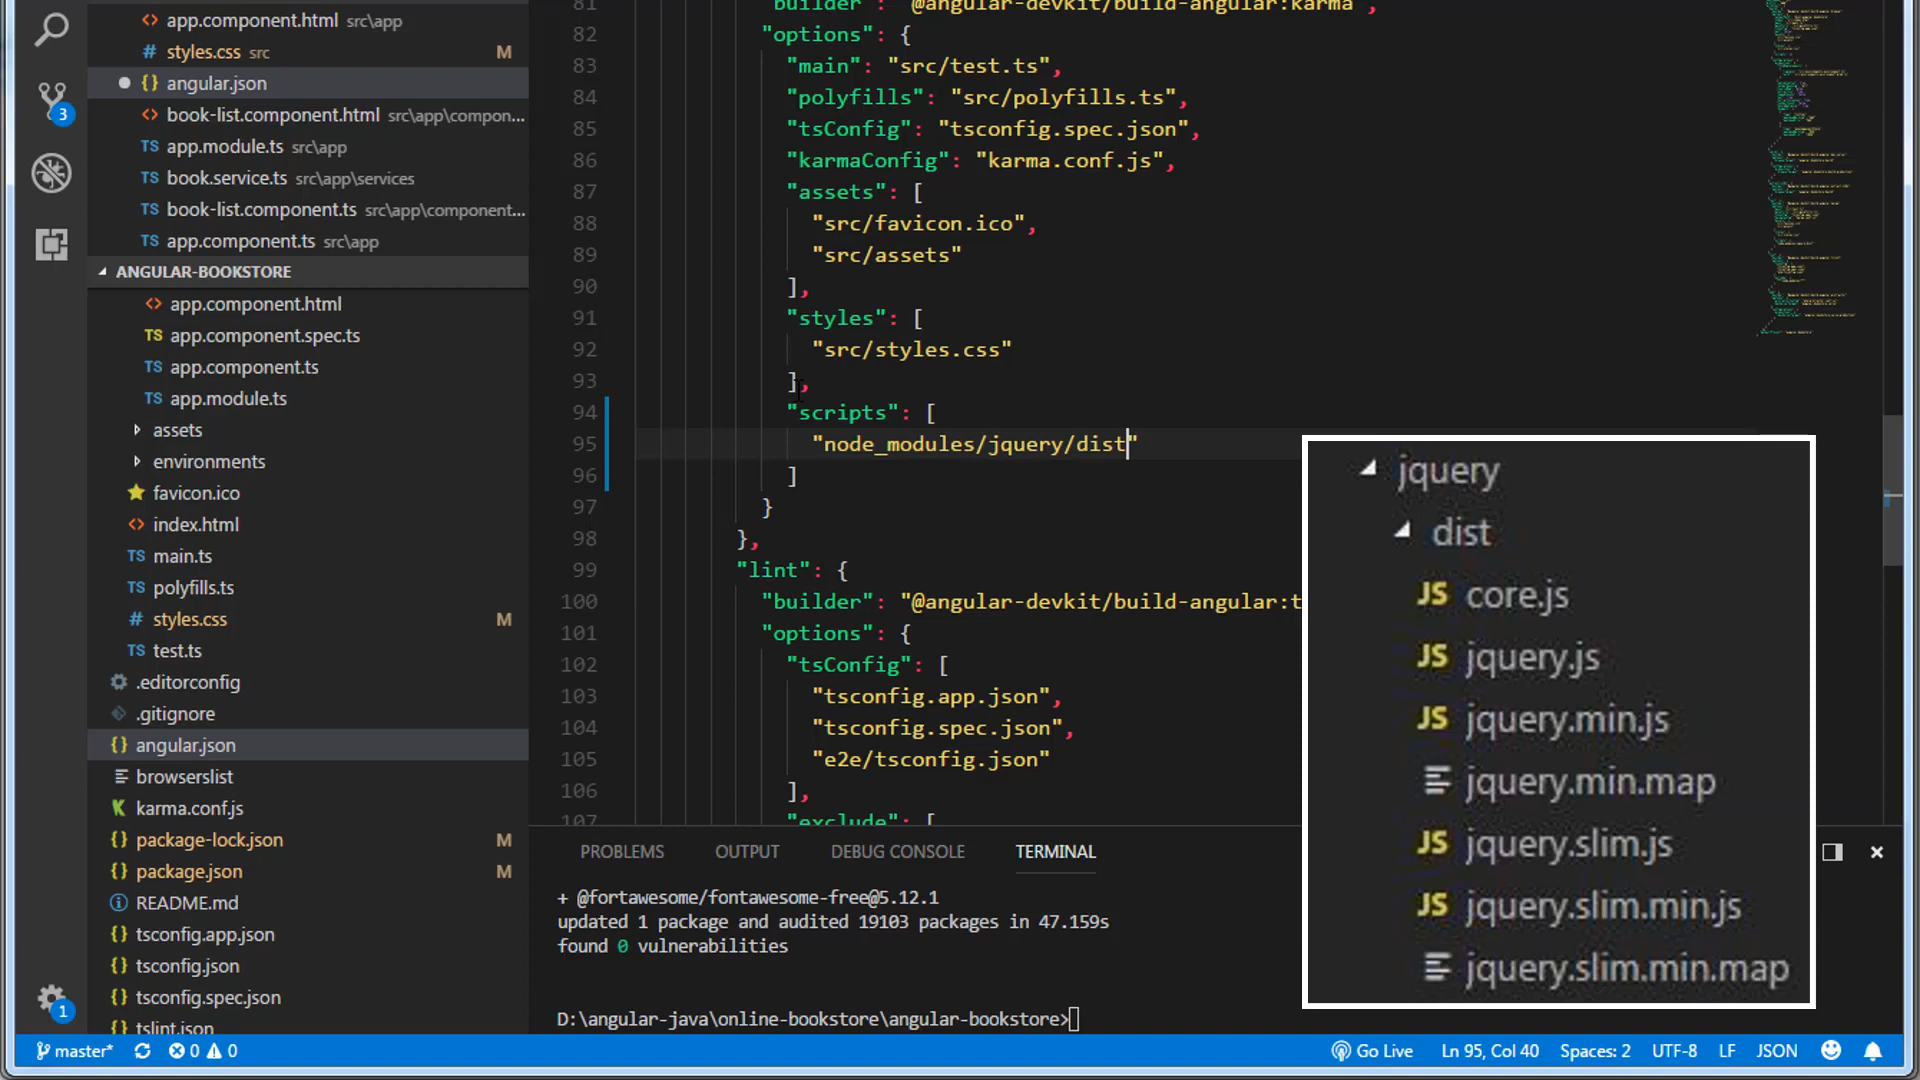 app.component.html src\app
styles.css src M
angular.json
book-list.component.html src\app\compon...
app.module.ts src\app
book.service.ts src\app\services
book-list.component.ts src\app\component...
app.component.ts src\app
ANGULAR-BOOKSTORE
app.component.html
app.component.spec.ts
app.component.ts
app.module.ts
assets
environments
favicon.ico
index.html
main.ts
polyfills.ts
styles.css M
test.ts
.editorconfig
.gitignore
angular.json
browserslist
karma.conf.js
package-lock.json M
package.json M
README.md
tsconfig.app.json
tsconfig.json
tsconfig.spec.json
tslint.json
3
1
81 "builder": "@angular-devkit/build-angular:karma",
82 "options": {
83 "main": "src/test.ts",
84 "polyfills": "src/polyfills.ts",
85 "tsConfig": "tsconfig.spec.json",
86 "karmaConfig": "karma.conf.js",
87 "assets": [
88 "src/favicon.ico",
89 "src/assets"
90 ],
91 "styles": [
92 "src/styles.css"
93 ],
94 "scripts": [
95 "node_modules/jquery/dist"
96 ]
97 }
98 },
99 "lint": {
100 "builder": "@angular-devkit/build-angular:t
101 "options": {
102 "tsConfig": [
103 "tsconfig.app.json",
104 "tsconfig.spec.json",
105 "e2e/tsconfig.json"
106 ],
107 "exclude": [
jquery
dist
JS core.js
JS jquery.js
JS jquery.min.js
jquery.min.map
JS jquery.slim.js
JS jquery.slim.min.js
jquery.slim.min.map
PROBLEMS OUTPUT DEBUG CONSOLE TERMINAL
+ @fortawesome/fontawesome-free@5.12.1
updated 1 package and audited 19103 packages in 47.159s
found 0 vulnerabilities
D:\angular-java\online-bookstore\angular-bookstore>
master* 0 0 Go Live Ln 95, Col 40 Spaces: 2 UTF-8 LF JSON